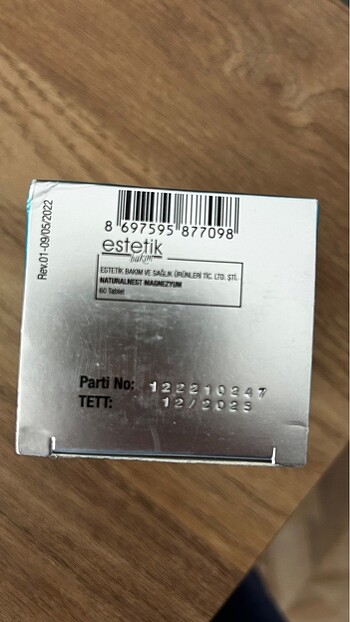 Rev.01-09/05/2022
8 697595 877098
estetik
bakım
ESTETİK BAKIM VE SAĞLIK ÜRÜNLERİ TİC. LTD. ŞTİ.
NATURALNEST MAGNEZYUM
60 Tablet
Parti No: 122210247
TETT: 12/2025